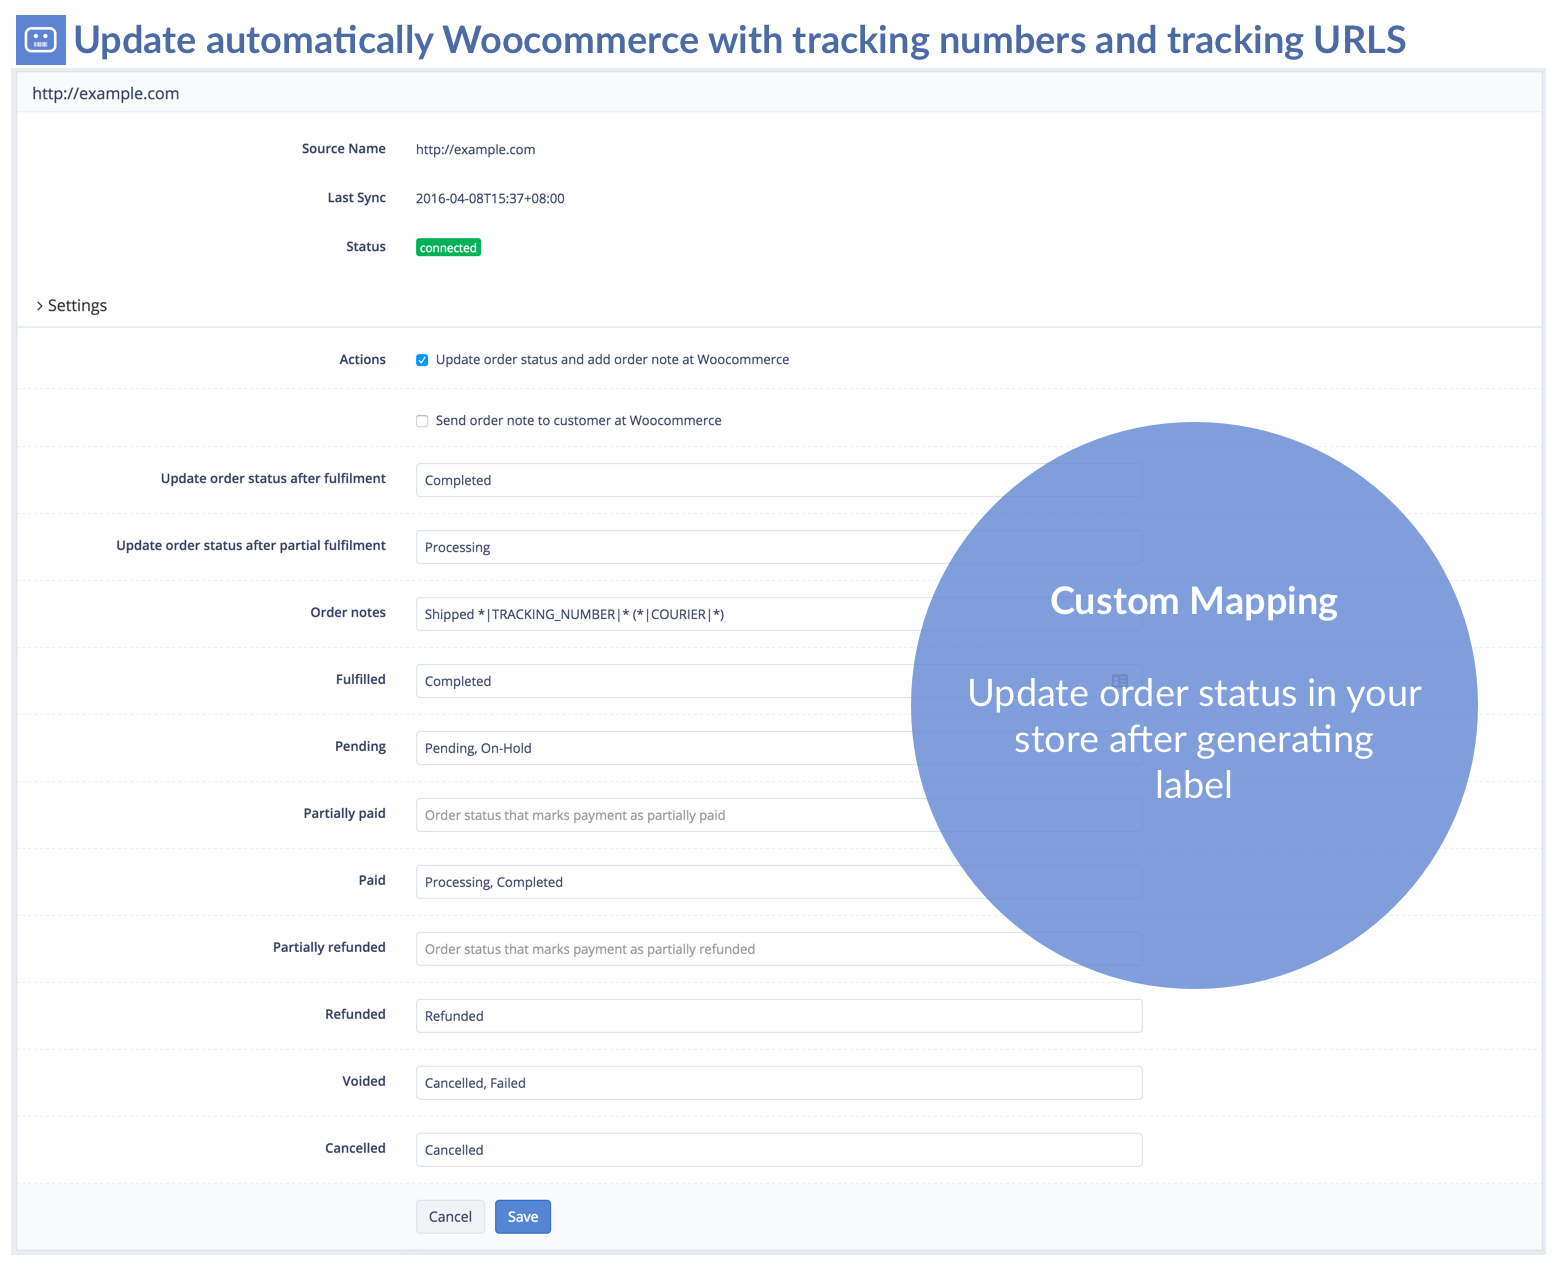 Update automatically Woocommerce with tracking numbers and tracking URLS
http://example.com
Source Name http://example.com
Last Sync 2016-04-08T15:37+08:00
Status connected
Settings
Actions Update order status and add order note at Woocommerce
Send order note to customer at Woocommerce
Update order status after fulfilment Completed
Update order status after partial fulfilment Processing
Order notes Shipped *|TRACKING_NUMBER|* (*|COURIER|*)
Fulfilled Completed
Pending Pending, On-Hold
Partially paid Order status that marks payment as partially paid
Paid Processing, Completed
Partially refunded Order status that marks payment as partially refunded
Refunded Refunded
Voided Cancelled, Failed
Cancelled Cancelled
Cancel Save
Custom Mapping
Update order status in your
store after generating
label